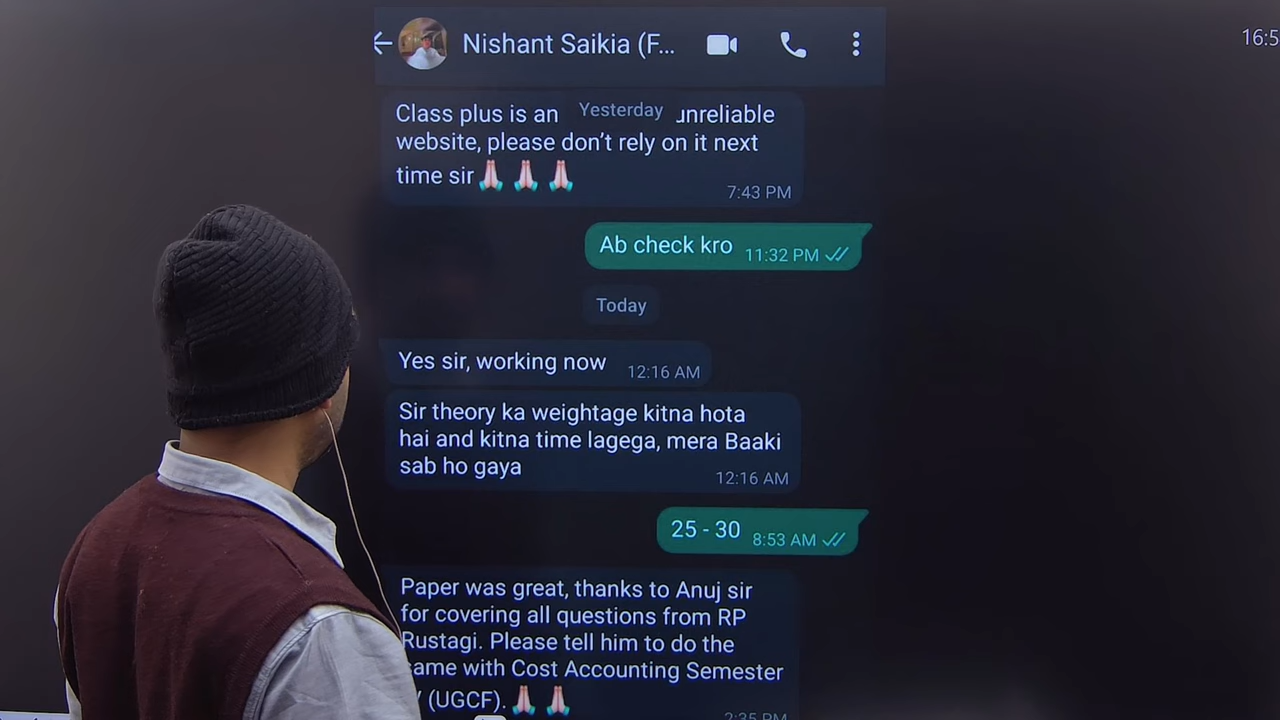 16:5
Nishant Saikia (F...
Yesterday
Class plus is an unreliable
website, please don't rely on it next
time sir🙏🏻 🙏🏻 🙏🏻
7:43 PM
Ab check kro
11:32 PM
Today
Yes sir, working now
12:16 AM
Sir theory ka weightage kitna hota
hai and kitna time lagega, mera Baaki
sab ho gaya
12:16 AM
25 - 30
8:53 AM
Paper was great, thanks to Anuj sir
for covering all questions from RP
Rustagi. Please tell him to do the
same with Cost Accounting Semester
(UGCF). 🙏🏻 🙏🏻
2:35 PM